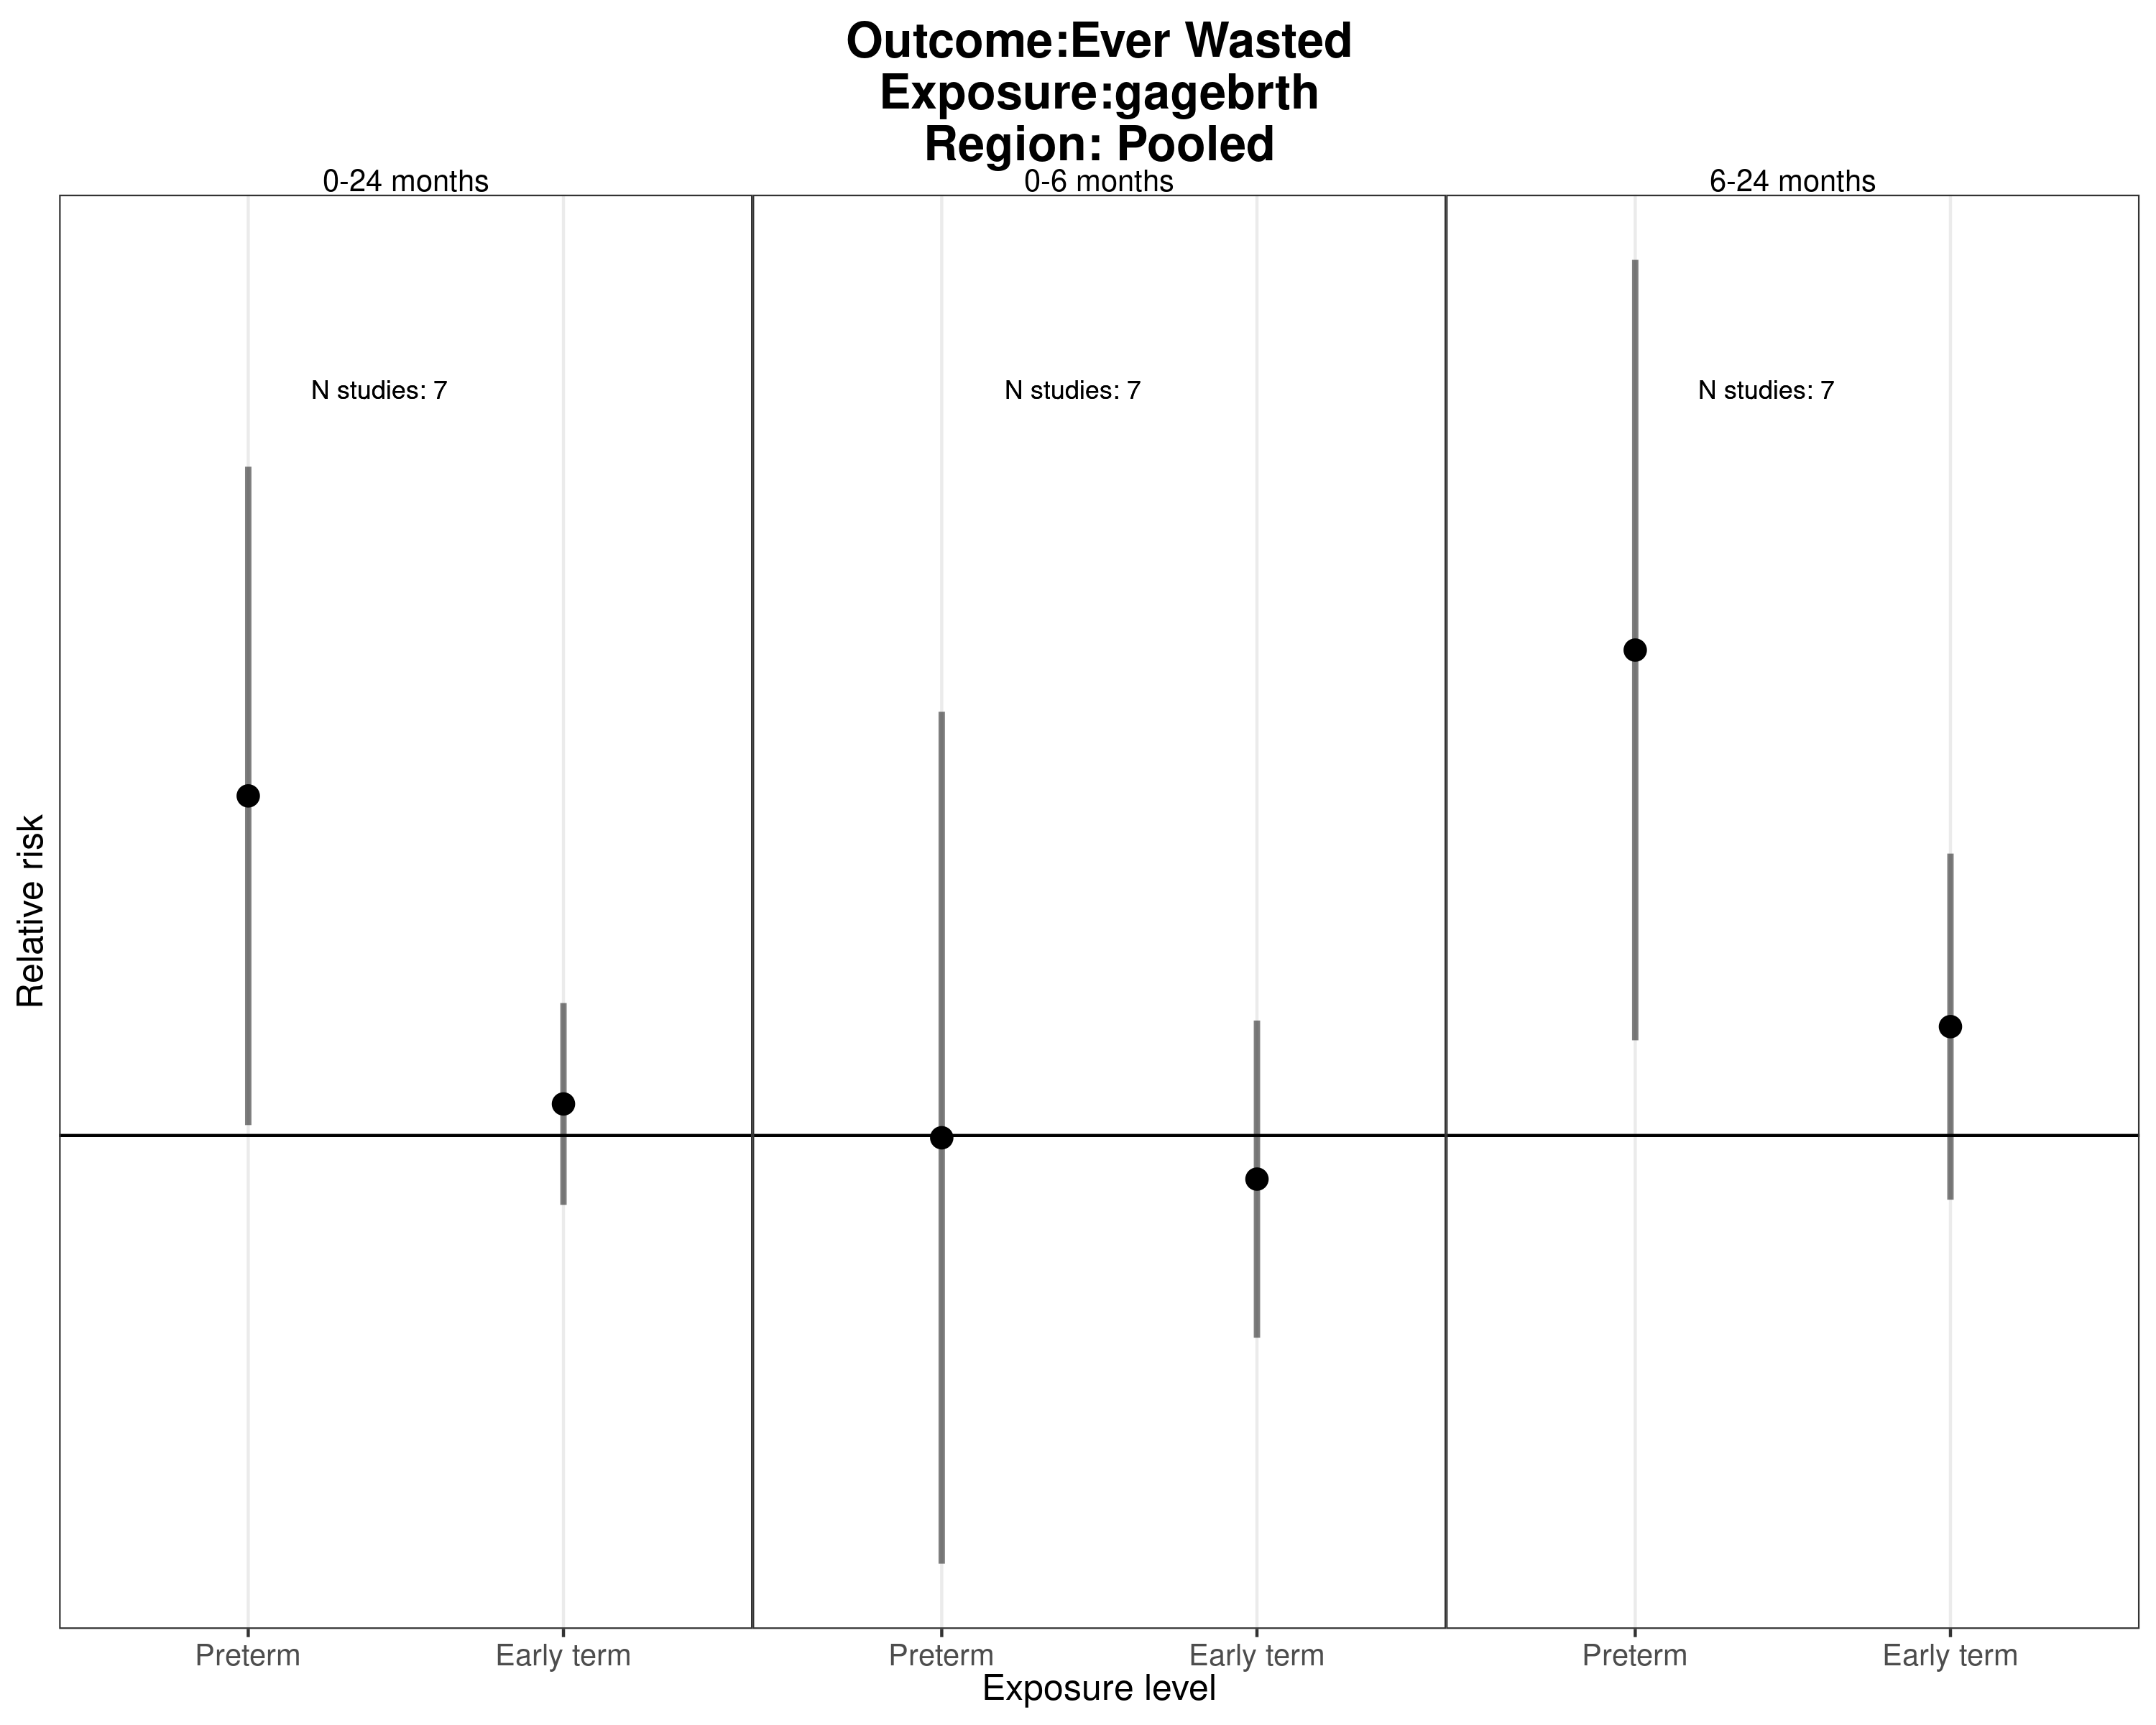 Outcome:Ever Wasted
Exposure:gagebrth
Region: Pooled
0-24 months
0-6 months
6-24 months
N studies: 7
N studies: 7
N studies: 7
Relative risk
Preterm
Early term
Preterm
Early term
Preterm
Early term
Exposure level